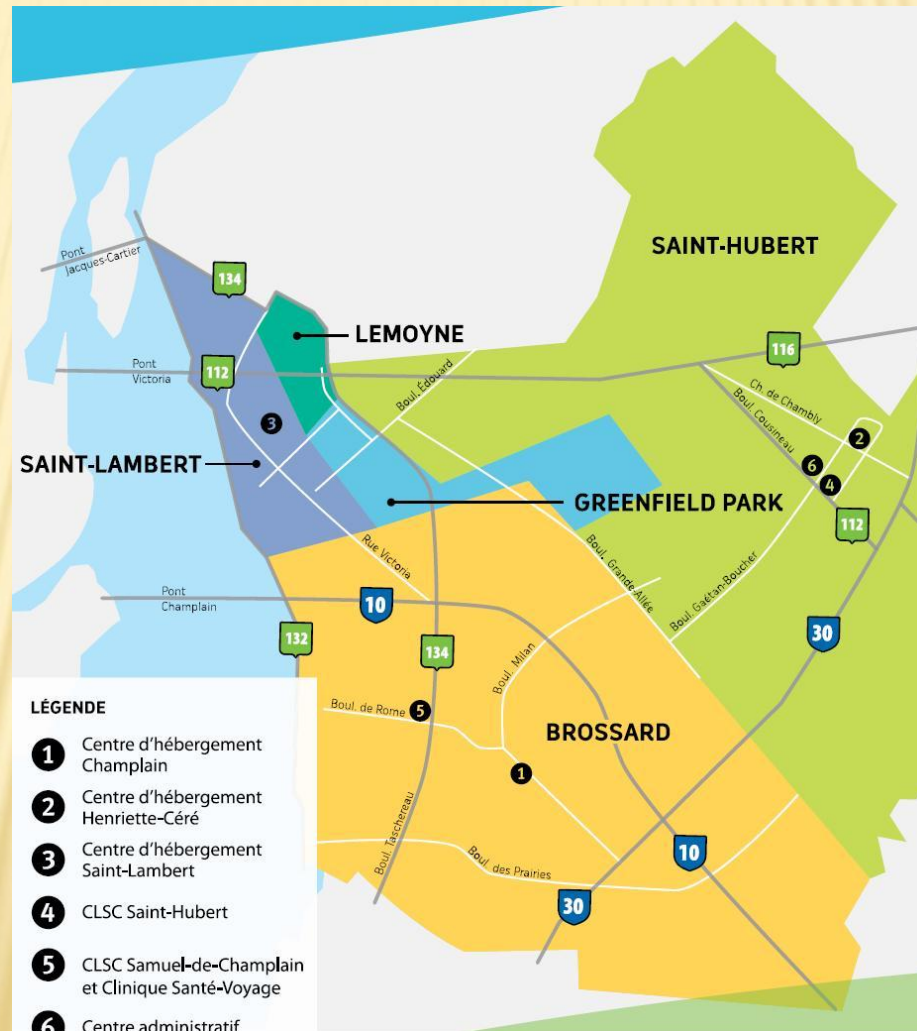 SAINT-HUBERT
Pont
Jacques-Cartier
134
LEMOYNE
116
Pont
Victoria
112
Boul. Édouard
Ch. de Chambly
Boul. Cousineau
3
2
6
4
SAINT-LAMBERT
GREENFIELD PARK
112
Rue Victoria
Boul. Grande-Allée
Boul. Gaétan-Boucher
Pont
Champlain
10
30
132
134
Boul. Milan
Boul. de Rome
5
BROSSARD
1
Boul. Taschereau
Boul. des Prairies
10
30
LÉGENDE
1 Centre d'hébergement
Champlain
2 Centre d'hébergement
Henriette-Céré
3 Centre d'hébergement
Saint-Lambert
4 CLSC Saint-Hubert
5 CLSC Samuel-de-Champlain
et Clinique Santé-Voyage
6 Centre administratif